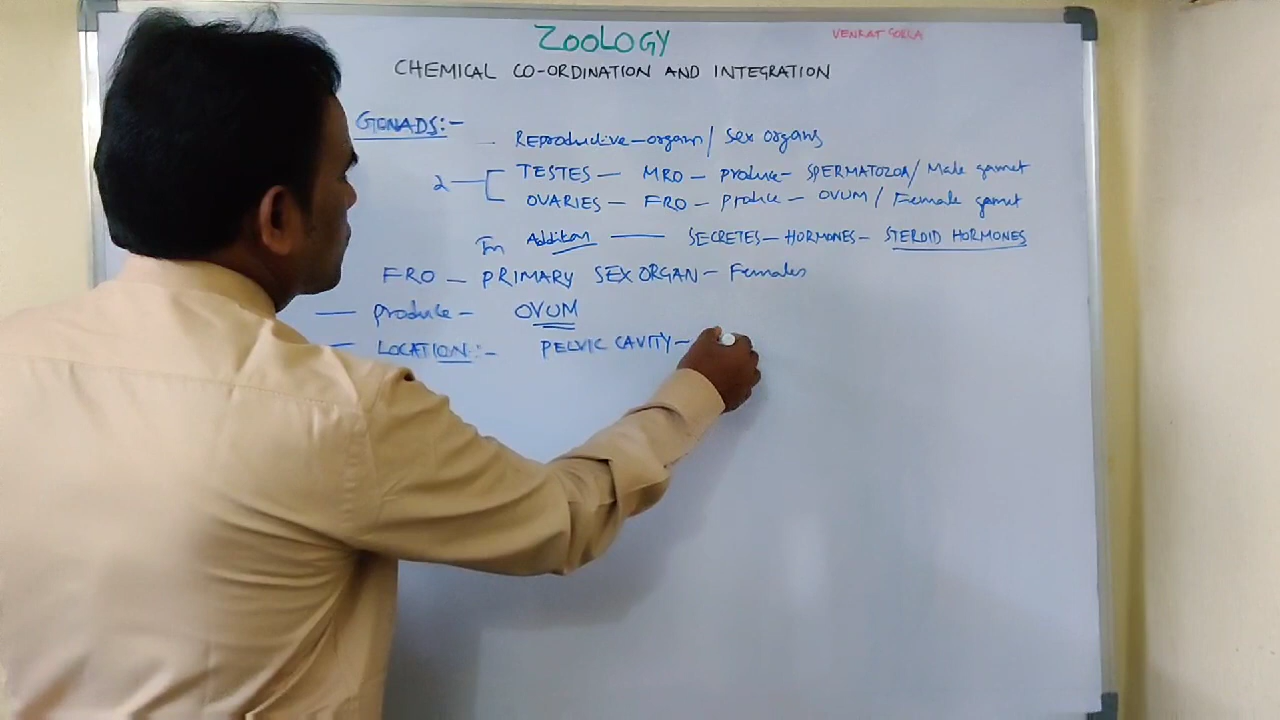 ZOOLOGY
VENKAT GORLA
CHEMICAL CO-ORDINATION AND INTEGRATION
GONADS:-
Reproductive-organs/ Sex organs
2 TESTES — MRO — produce- SPERMATOZOA/ Male gamet
OVARIES — FRO — produce — OVUM / Female gamet
In Addition — SECRETES- HORMONES- STEROID HORMONES
FRO — PRIMARY SEX ORGAN - Females
— produce - OVUM
— LOCATION:- PELVIC CAVITY-